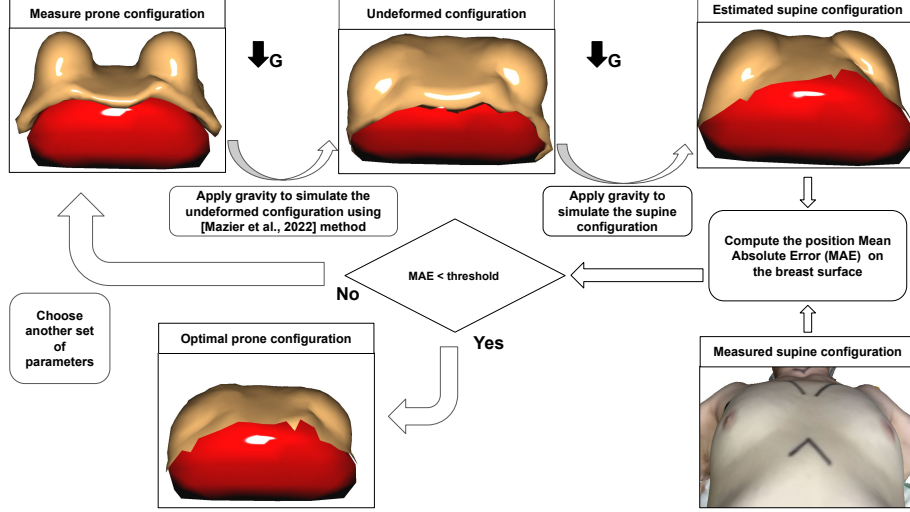 Measure prone configuration
Undeformed configuration
Estimated supine configuration
G
G
Apply gravity to simulate the
undeformed configuration using
[Mazier et al., 2022] method
Apply gravity to
simulate the supine
configuration
Compute the position Mean
Absolute Error (MAE) on
the breast surface
MAE < threshold
No
Yes
Choose
another set
of
parameters
Optimal prone configuration
Measured supine configuration